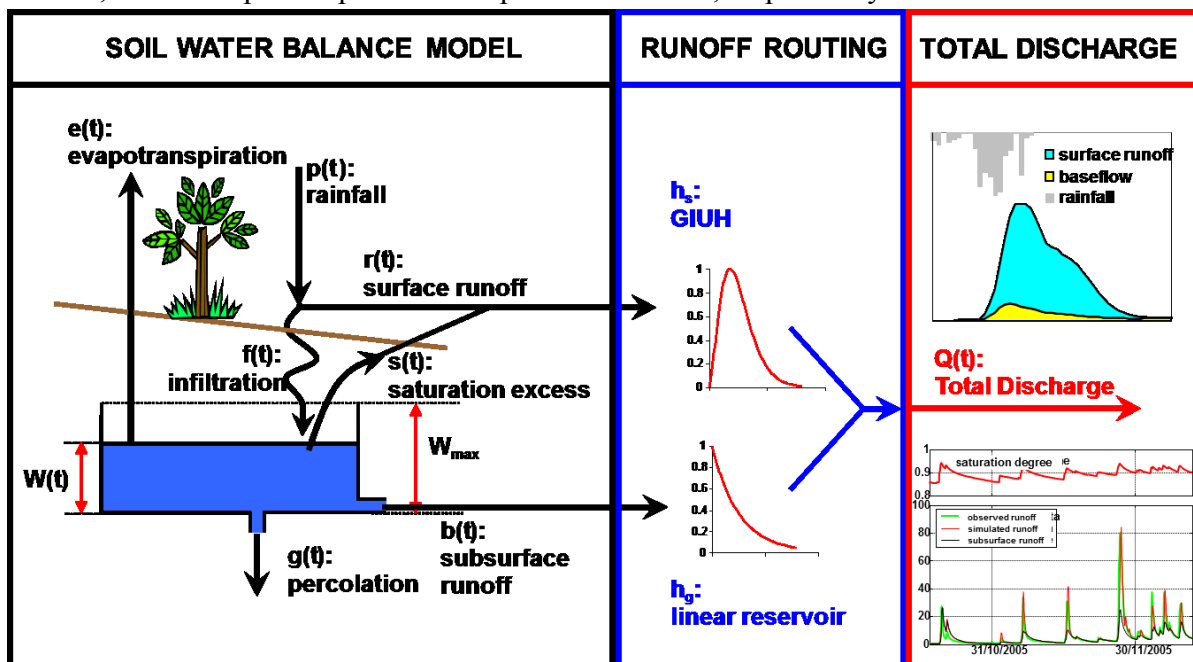 SOIL WATER BALANCE MODEL
RUNOFF ROUTING
TOTAL DISCHARGE
e(t):
evapotranspiration
p(t):
rainfall
r(t):
surface runoff
f(t):
infiltration
s(t):
saturation excess
W(t)
Wmax
g(t):
percolation
b(t):
subsurface
runoff
hs:
GIUH
1
0.8
0.6
0.4
0.2
0
1
0.8
0.6
0.4
0.2
0
hg:
linear reservoir
surface runoff
baseflow
rainfall
Q(t):
Total Discharge
1
0.9
0.8
saturation degree
100
80
60
40
20
0
observed runoff
simulated runoff
subsurface runoff
31/10/2005
30/11/2005